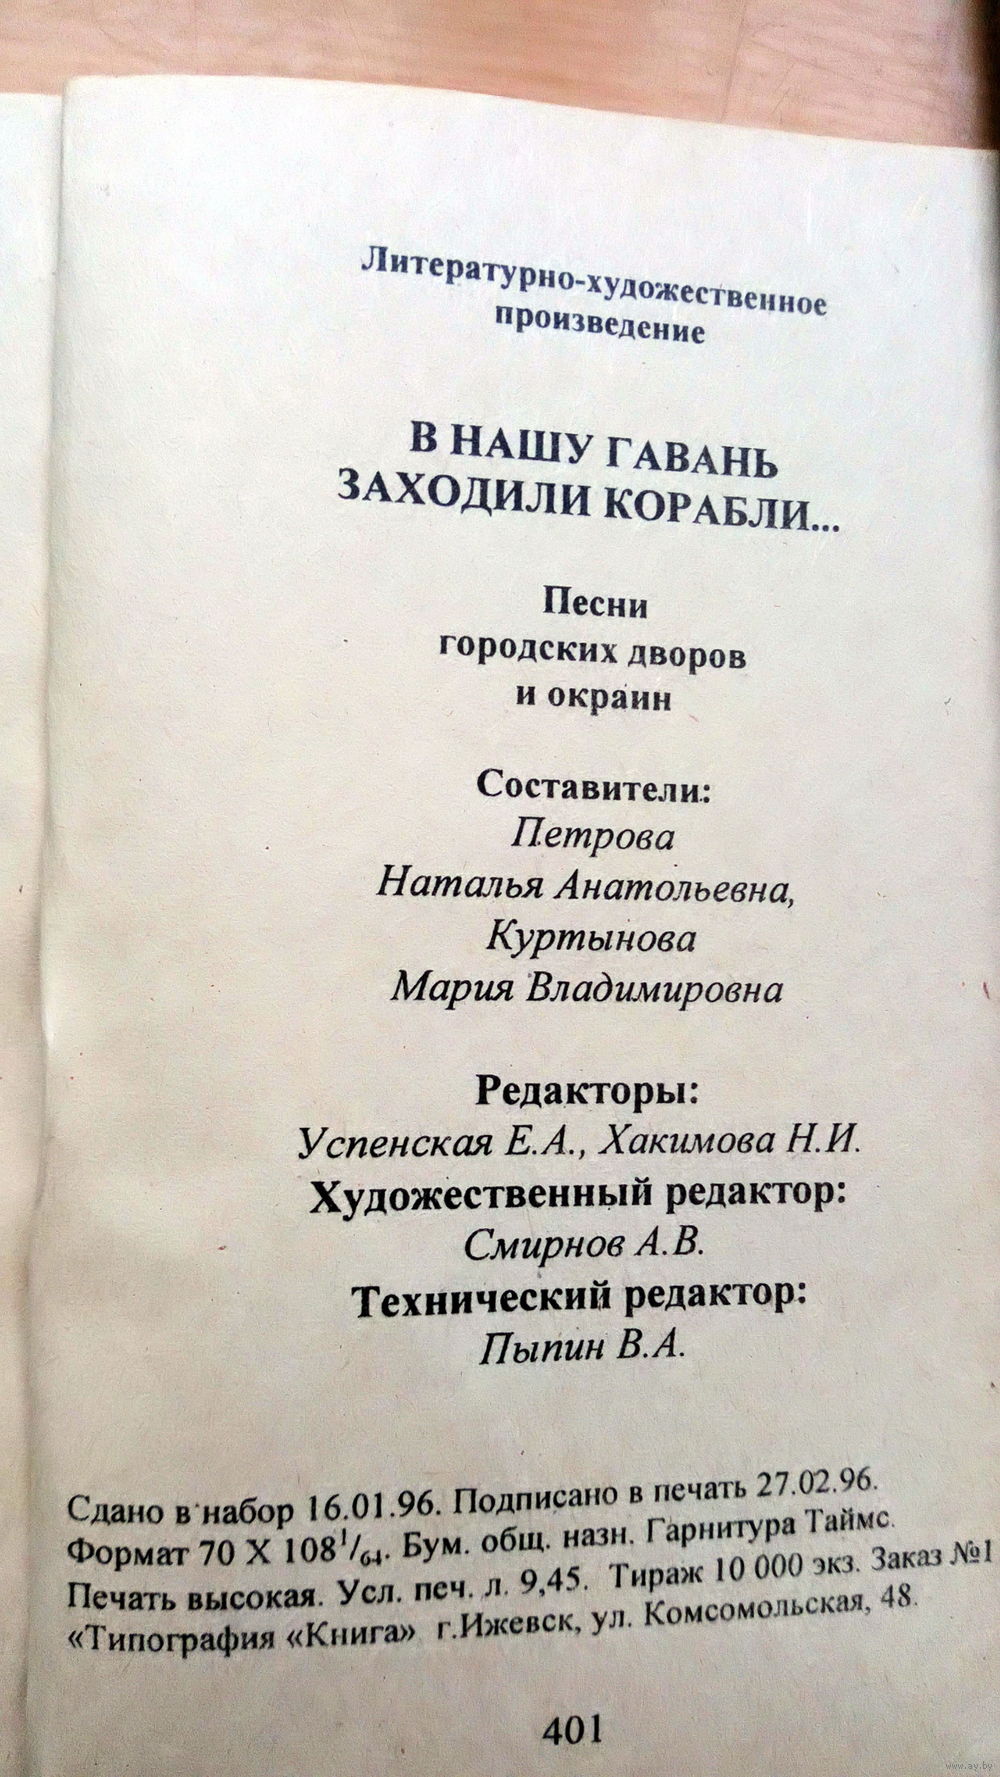 Литературно-художественное
произведение
В НАШУ ГАВАНЬ
ЗАХОДИЛИ КОРАБЛИ...
Песни
городских дворов
и окраин
Составители:
Петрова
Наталья Анатольевна,
Куртынова
Мария Владимировна
Редакторы:
Успенская Е.А., Хакимова Н.И.
Художественный редактор:
Смирнов А.В.
Технический редактор:
Пыпин В.А.
Сдано в набор 16.01.96. Подписано в печать 27.02.96.
Формат 70 X 108¹/₆₄. Бум. общ. назн. Гарнитура Таймс.
Печать высокая. Усл. печ. л. 9,45. Тираж 10 000 экз. Заказ №1
«Типография «Книга» г.Ижевск, ул. Комсомольская, 48.
401
www.ay.by